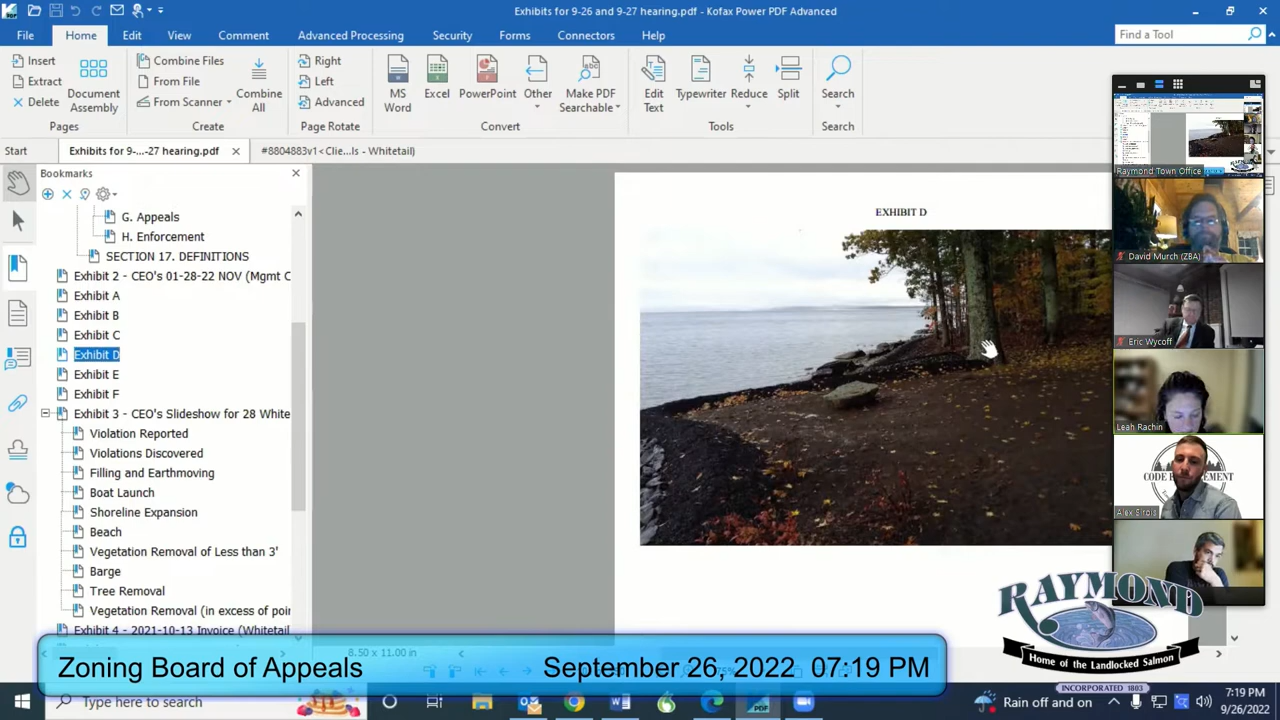 Exhibits for 9-26 and 9-27 hearing.pdf - Kofax Power PDF Advanced
File Home Edit View Comment Advanced Processing Security Forms Connectors Help
Find a Tool
Insert
Extract
Delete
Pages
Document Assembly
Combine Files
From File
From Scanner
Create
Combine All
Right
Left
Advanced
Page Rotate
MS Word
Excel
PowerPoint
Other
Make PDF Searchable
Convert
Edit Text
Typewriter
Reduce
Split
Tools
Search
Search
Start
Exhibits for 9-...-27 hearing.pdf
#8804883v1<Clie...ls - Whitetail)
Bookmarks
G. Appeals
H. Enforcement
SECTION 17. DEFINITIONS
Exhibit 2 - CEO's 01-28-22 NOV (Mgmt C
Exhibit A
Exhibit B
Exhibit C
Exhibit D
Exhibit E
Exhibit F
Exhibit 3 - CEO's Slideshow for 28 White
Violation Reported
Violations Discovered
Filling and Earthmoving
Boat Launch
Shoreline Expansion
Beach
Vegetation Removal of Less than 3'
Barge
Tree Removal
Vegetation Removal (in excess of poi
Exhibit 4 - 2021-10-13 Invoice (Whitetail
EXHIBIT D
8.50 x 11.00 in
Raymond Town Office
David Murch (ZBA)
Eric Wycoff
Leah Rachin
Alex Sirois
RAYMOND
Home of the Landlocked Salmon
INCORPORATED 1803
Zoning Board of Appeals September 26, 2022 07:19 PM
Type here to search
PDF
Rain off and on
7:19 PM
9/26/2022